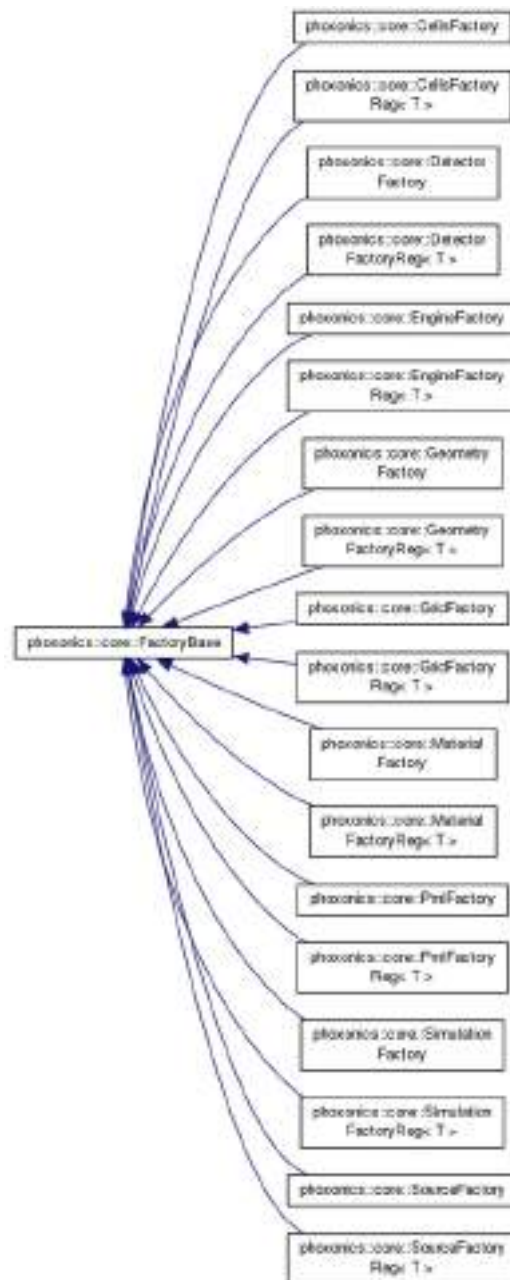 phoxonics::core::CellsFactory
phoxonics::core::CellsFactory
Reg< T >
phoxonics::core::Detector
Factory
phoxonics::core::Detector
FactoryReg< T >
phoxonics::core::EngineFactory
phoxonics::core::EngineFactory
Reg< T >
phoxonics::core::Geometry
Factory
phoxonics::core::Geometry
FactoryReg< T >
phoxonics::core::GridFactory
phoxonics::core::FactoryBase
phoxonics::core::GridFactory
Reg< T >
phoxonics::core::Material
Factory
phoxonics::core::Material
FactoryReg< T >
phoxonics::core::PmlFactory
phoxonics::core::PmlFactory
Reg< T >
phoxonics::core::Simulation
Factory
phoxonics::core::Simulation
FactoryReg< T >
phoxonics::core::SourceFactory
phoxonics::core::SourceFactory
Reg< T >